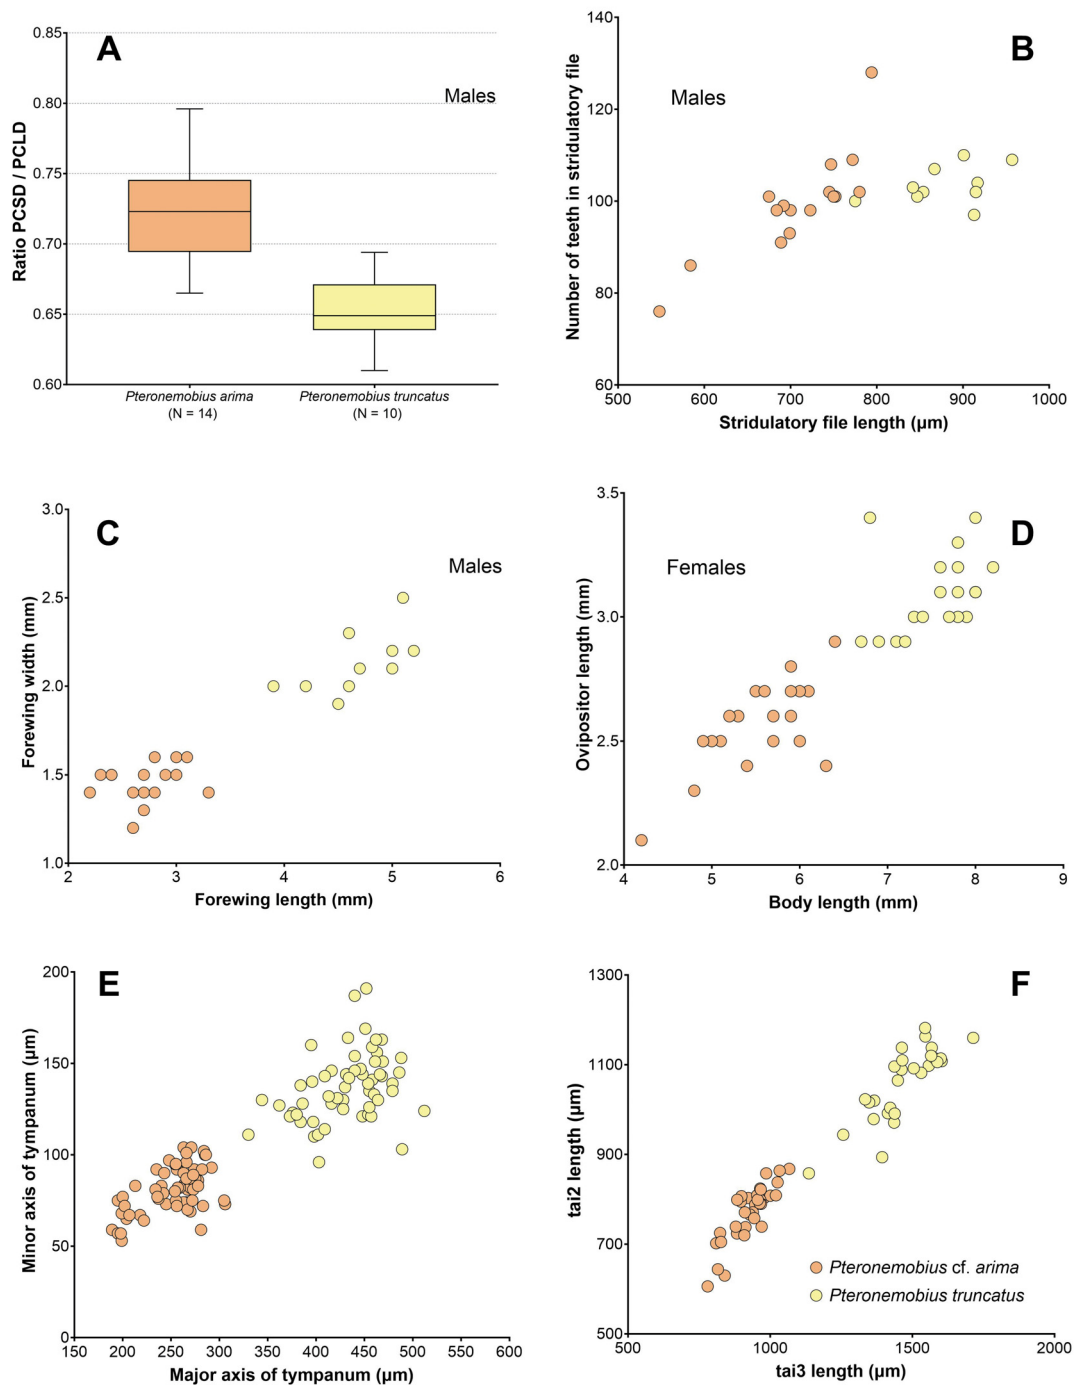 A
Males
Ratio PCSD / PCLD
0.85
0.80
0.75
0.70
0.65
0.60
Pteronemobius arima
(N = 14)
Pteronemobius truncatus
(N = 10)
B
Males
Number of teeth in stridulatory file
140
120
100
80
60
500 600 700 800 900 1000
Stridulatory file length (µm)
C
Males
Forewing width (mm)
3.0
2.5
2.0
1.5
1.0
2 3 4 5 6
Forewing length (mm)
D
Females
Ovipositor length (mm)
3.5
3.0
2.5
2.0
4 5 6 7 8 9
Body length (mm)
E
Minor axis of tympanum (µm)
200
150
100
50
0
150 200 250 300 350 400 450 500 550 600
Major axis of tympanum (µm)
F
tai2 length (µm)
1300
1100
900
700
500
Pteronemobius cf. arima
Pteronemobius truncatus
500 1000 1500 2000
tai3 length (µm)